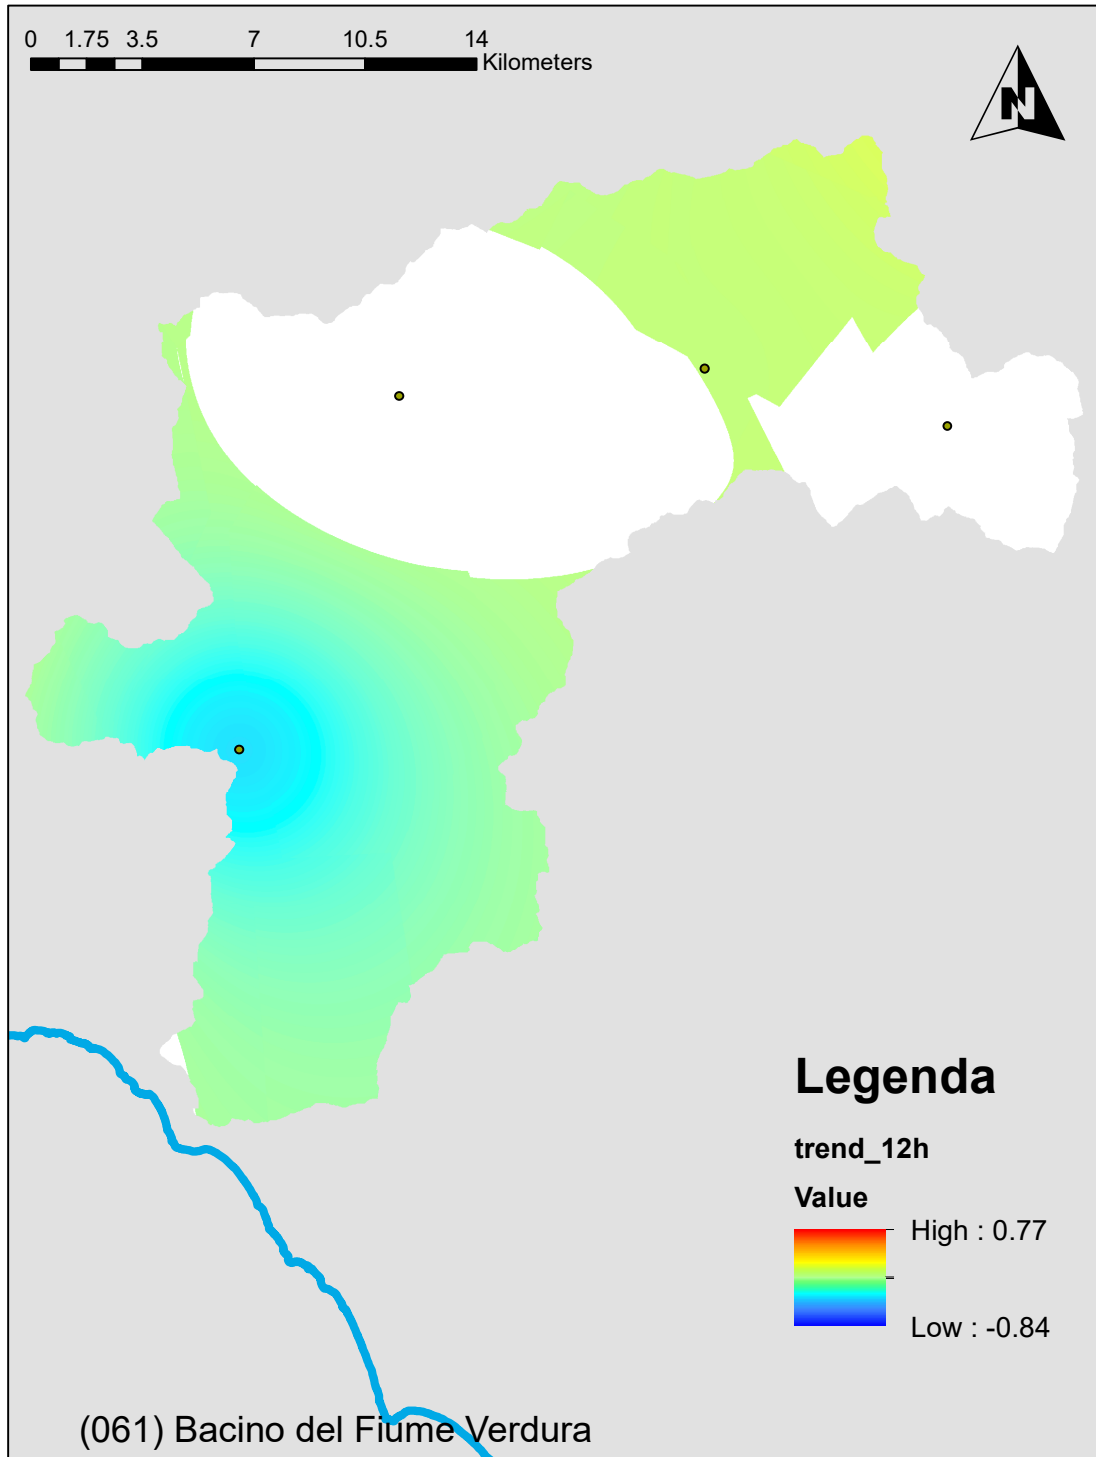 0 1.75 3.5 7 10.5 14
Kilometers
N
Legenda
trend_12h
Value
High : 0.77
Low : -0.84
(061) Bacino del Fiume Verdura